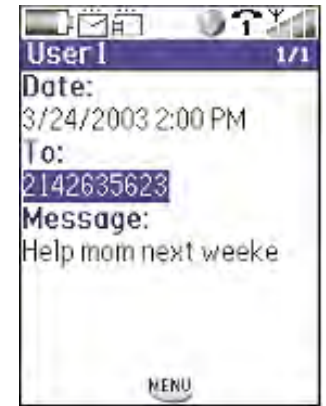 User1 1/1
Date:
3/24/2003 2:00 PM
To:
2142635623
Message:
Help mom next weeke
MENU